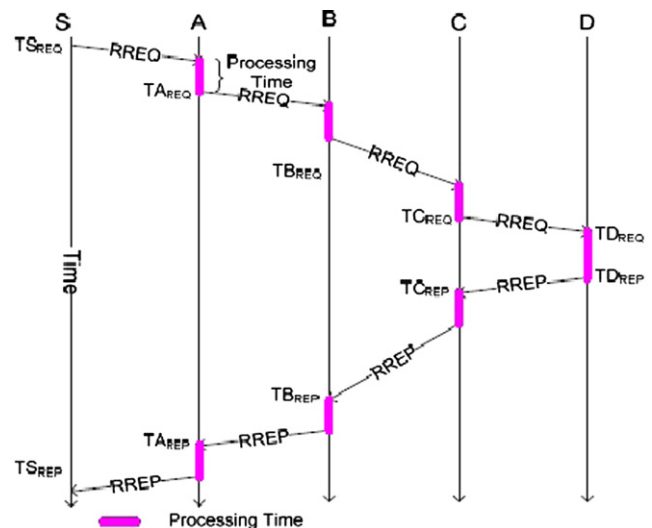 S A B C D
TSREQ
RREQ
Processing
Time
TAREQ
RREQ
RREQ
TBREQ
TCREQ
RREQ
TDREQ
Time
TDREP
TCREP
RREP
RREP
TBREP
TAREP
RREP
TSREP
RREP
Processing Time